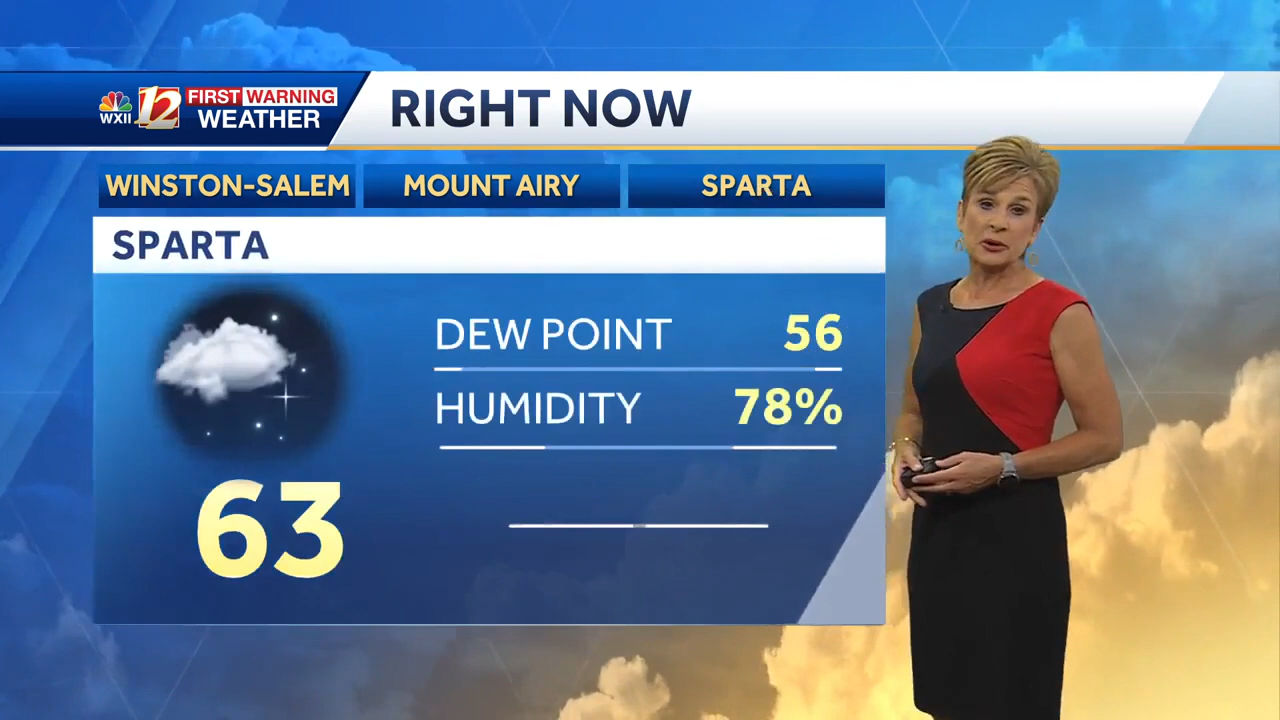 WXII 12 FIRST WARNING
WEATHER
RIGHT NOW
WINSTON-SALEM MOUNT AIRY SPARTA
SPARTA
DEW POINT 56
HUMIDITY 78%
63